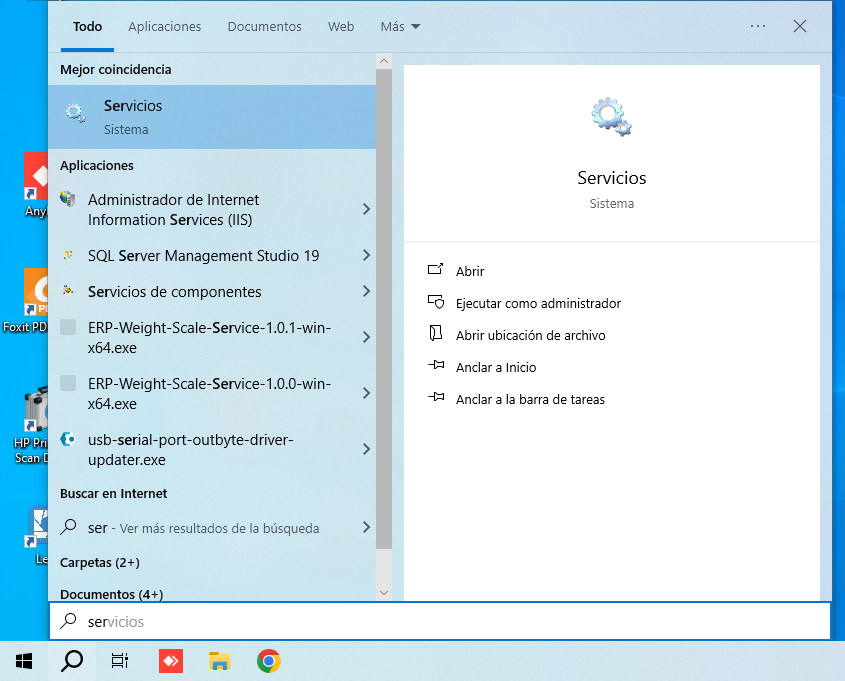 Todo Aplicaciones Documentos Web Más
Mejor coincidencia
Servicios
Sistema
Aplicaciones
Administrador de Internet
Information Services (IIS)
SQL Server Management Studio 19
Servicios de componentes
ERP-Weight-Scale-Service-1.0.1-win-
x64.exe
ERP-Weight-Scale-Service-1.0.0-win-
x64.exe
usb-serial-port-outbyte-driver-
updater.exe
Buscar en Internet
ser - Ver más resultados de la búsqueda
Carpetas (2+)
Documentos (4+)
servicios
Servicios
Sistema
Abrir
Ejecutar como administrador
Abrir ubicación de archivo
Anclar a Inicio
Anclar a la barra de tareas
Any
Foxit PD
HP Pri
Scan D
Le